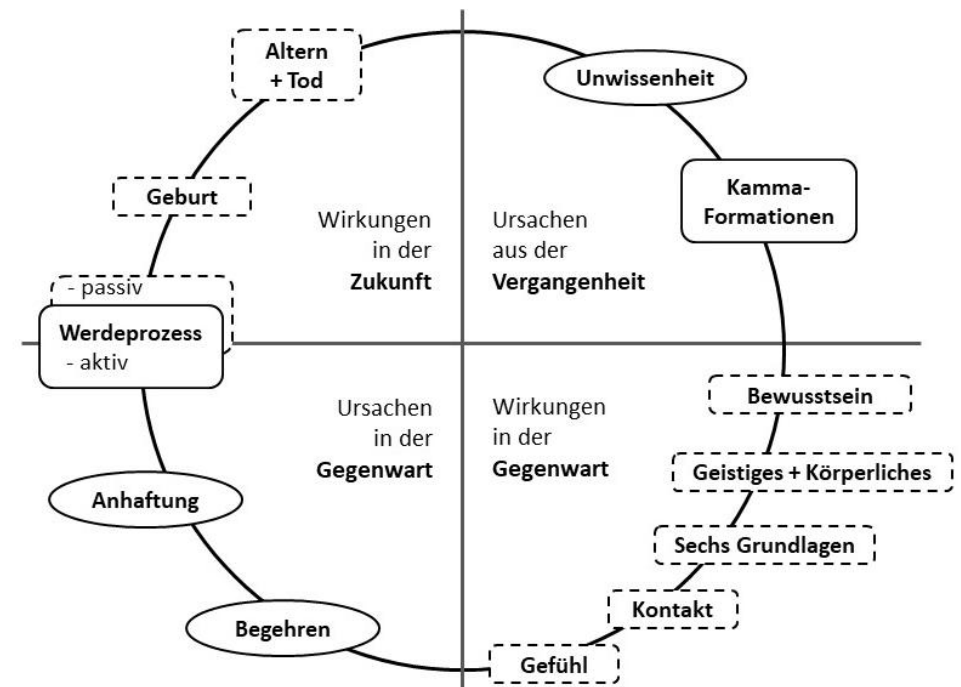 Altern
+ Tod
Unwissenheit
Kamma-
Formationen
Geburt
Wirkungen
in der
Zukunft
Ursachen
aus der
Vergangenheit
- passiv
Werdeprozess
- aktiv
Ursachen
in der
Gegenwart
Wirkungen
in der
Gegenwart
Bewusstsein
Geistiges + Körperliches
Sechs Grundlagen
Kontakt
Gefühl
Begehren
Anhaftung